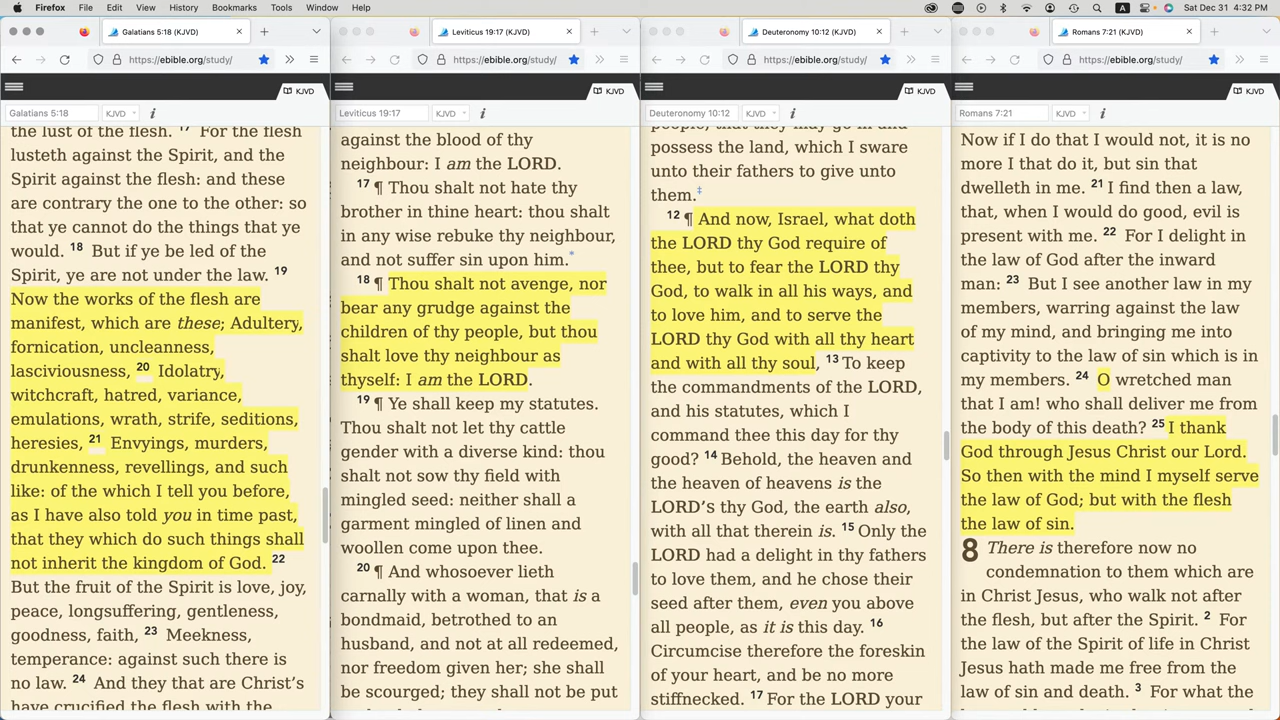 Firefox File Edit View History Bookmarks Tools Window Help
A
Sat Dec 31 4:32 PM
Galatians 5:18 (KJVD)
https://ebible.org/study/
KJVD
Galatians 5:18 KJVD i
the lust of the flesh. 17 For the flesh
lusteth against the Spirit, and the
Spirit against the flesh: and these
are contrary the one to the other: so
that ye cannot do the things that ye
would. 18 But if ye be led of the
Spirit, ye are not under the law. 19
Now the works of the flesh are
manifest, which are these; Adultery,
fornication, uncleanness,
lasciviousness, 20 Idolatry,
witchcraft, hatred, variance,
emulations, wrath, strife, seditions,
heresies, 21 Envyings, murders,
drunkenness, revellings, and such
like: of the which I tell you before,
as I have also told you in time past,
that they which do such things shall
not inherit the kingdom of God. 22
But the fruit of the Spirit is love, joy,
peace, longsuffering, gentleness,
goodness, faith, 23 Meekness,
temperance: against such there is
no law. 24 And they that are Christ’s
have crucified the flesh with the
Leviticus 19:17 (KJVD)
https://ebible.org/study/
KJVD
Leviticus 19:17 KJVD i
against the blood of thy
neighbour: I am the LORD.
17 ¶ Thou shalt not hate thy
brother in thine heart: thou shalt
in any wise rebuke thy neighbour,
and not suffer sin upon him.*
18 ¶ Thou shalt not avenge, nor
bear any grudge against the
children of thy people, but thou
shalt love thy neighbour as
thyself: I am the LORD.
19 ¶ Ye shall keep my statutes.
Thou shalt not let thy cattle
gender with a diverse kind: thou
shalt not sow thy field with
mingled seed: neither shall a
garment mingled of linen and
woollen come upon thee.
20 ¶ And whosoever lieth
carnally with a woman, that is a
bondmaid, betrothed to an
husband, and not at all redeemed,
nor freedom given her; she shall
be scourged; they shall not be put
Deuteronomy 10:12 (KJVD)
https://ebible.org/study/
KJVD
Deuteronomy 10:12 KJVD i
people, that they may go in and
possess the land, which I sware
unto their fathers to give unto
them.‡
12 ¶ And now, Israel, what doth
the LORD thy God require of
thee, but to fear the LORD thy
God, to walk in all his ways, and
to love him, and to serve the
LORD thy God with all thy heart
and with all thy soul, 13 To keep
the commandments of the LORD,
and his statutes, which I
command thee this day for thy
good? 14 Behold, the heaven and
the heaven of heavens is the
LORD’s thy God, the earth also,
with all that therein is. 15 Only the
LORD had a delight in thy fathers
to love them, and he chose their
seed after them, even you above
all people, as it is this day. 16
Circumcise therefore the foreskin
of your heart, and be no more
stiffnecked. 17 For the LORD your
Romans 7:21 (KJVD)
https://ebible.org/study/
KJVD
Romans 7:21 KJVD i
Now if I do that I would not, it is no
more I that do it, but sin that
dwelleth in me. 21 I find then a law,
that, when I would do good, evil is
present with me. 22 For I delight in
the law of God after the inward
man: 23 But I see another law in my
members, warring against the law
of my mind, and bringing me into
captivity to the law of sin which is in
my members. 24 O wretched man
that I am! who shall deliver me from
the body of this death? 25 I thank
God through Jesus Christ our Lord.
So then with the mind I myself serve
the law of God; but with the flesh
the law of sin.
8 There is therefore now no
condemnation to them which are
in Christ Jesus, who walk not after
the flesh, but after the Spirit. 2 For
the law of the Spirit of life in Christ
Jesus hath made me free from the
law of sin and death. 3 For what the